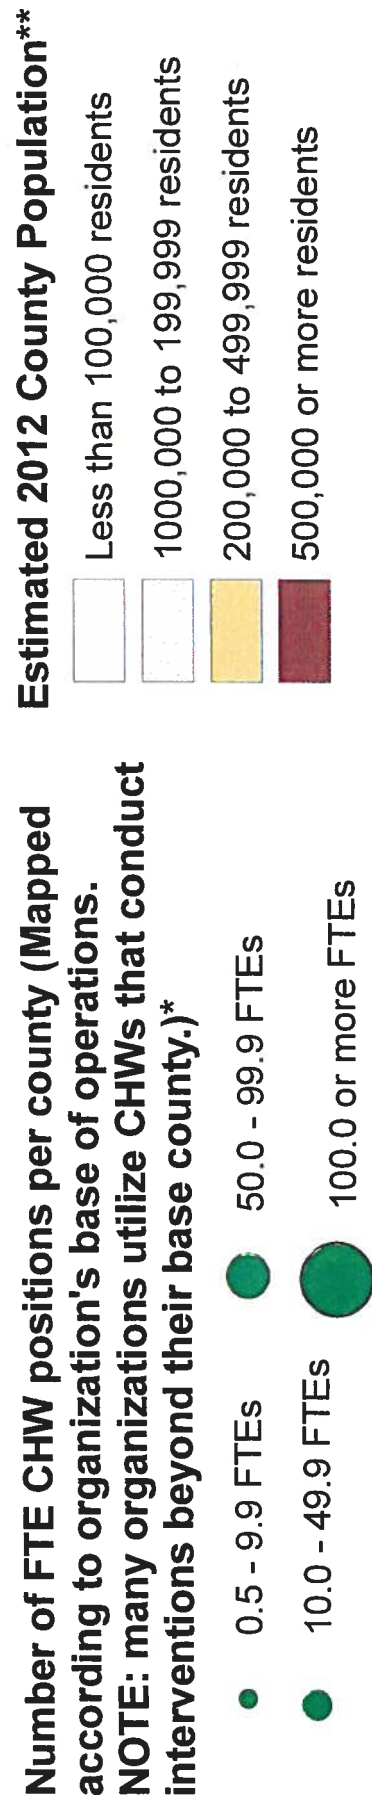 Number of FTE CHW positions per county (Mapped
according to organization's base of operations.
NOTE: many organizations utilize CHWs that conduct
interventions beyond their base county.)*
0.5 - 9.9 FTEs
10.0 - 49.9 FTEs
50.0 - 99.9 FTEs
100.0 or more FTEs
Estimated 2012 County Population**
Less than 100,000 residents
1000,000 to 199,999 residents
200,000 to 499,999 residents
500,000 or more residents